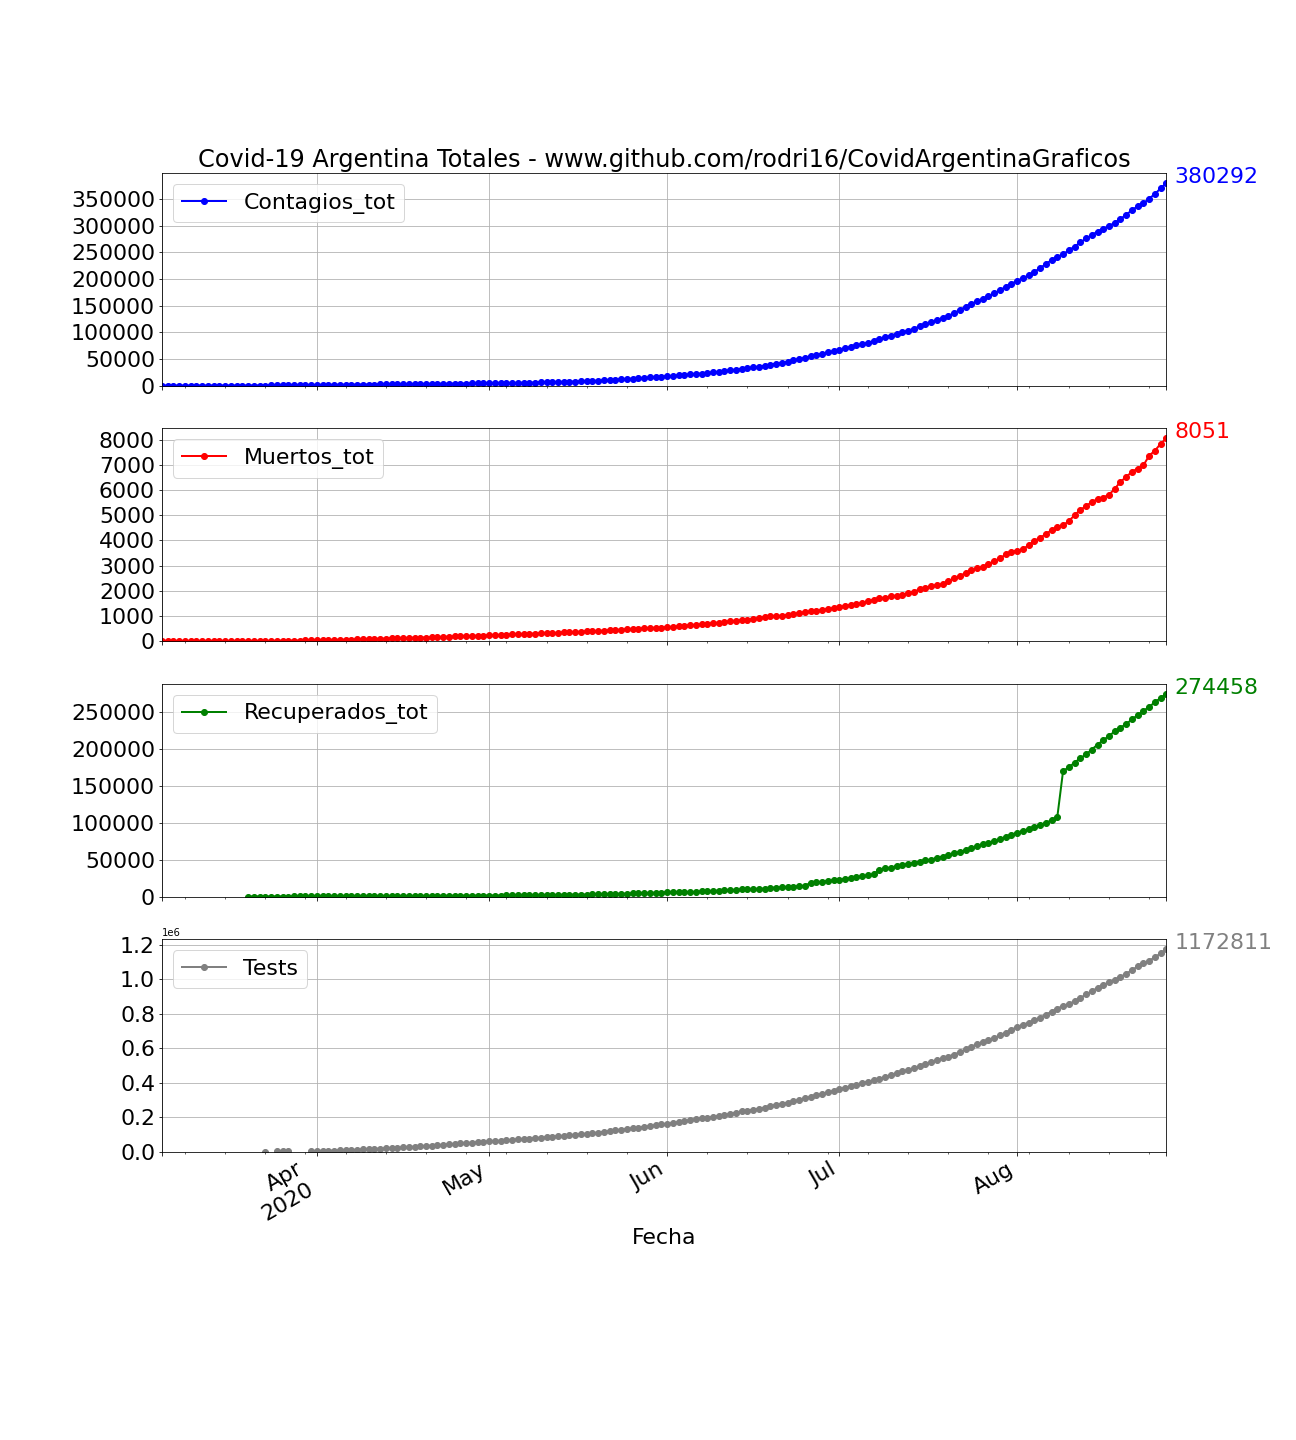 Covid-19 Argentina Totales - www.github.com/rodri16/CovidArgentinaGraficos
380292
Contagios_tot
350000
300000
250000
200000
150000
100000
50000
0
8051
Muertos_tot
8000
7000
6000
5000
4000
3000
2000
1000
0
274458
Recuperados_tot
250000
200000
150000
100000
50000
0
1e6
1172811
Tests
1.2
1.0
0.8
0.6
0.4
0.2
0.0
Apr
2020
May
Jun
Jul
Aug
Fecha